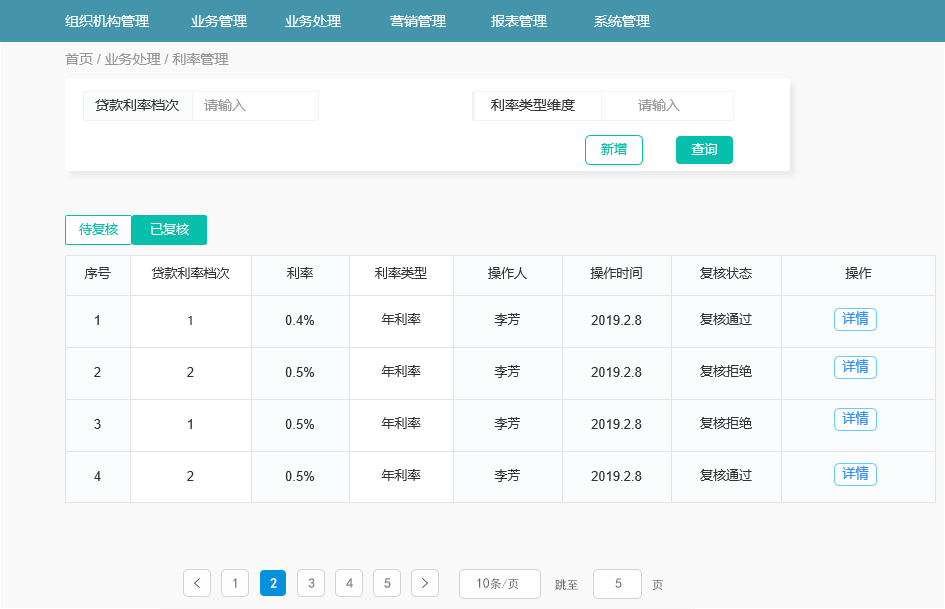 组织机构管理 业务管理 业务处理 营销管理 报表管理 系统管理
首页 / 业务处理 / 利率管理
贷款利率档次 请输入 利率类型维度 请输入
新增 查询
待复核 已复核
序号 贷款利率档次 利率 利率类型 操作人 操作时间 复核状态 操作
1 1 0.4% 年利率 李芳 2019.2.8 复核通过 详情
2 2 0.5% 年利率 李芳 2019.2.8 复核拒绝 详情
3 1 0.5% 年利率 李芳 2019.2.8 复核拒绝 详情
4 2 0.5% 年利率 李芳 2019.2.8 复核通过 详情
< 1 2 3 4 5 > 10条/页 跳至 5 页